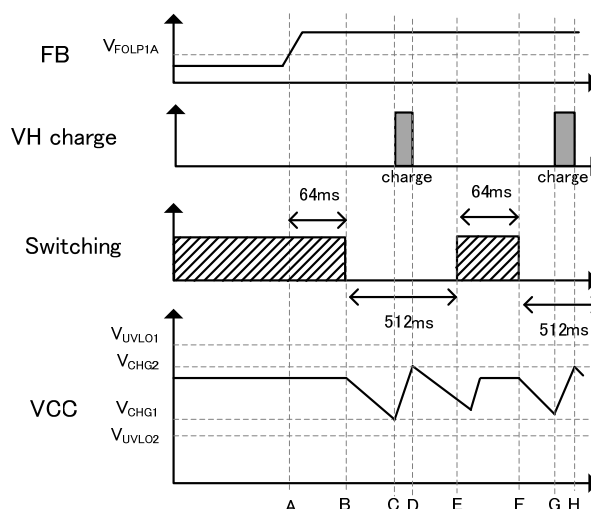 FB
VFOLP1A
VH charge
charge
charge
64ms
64ms
Switching
512ms
512ms
VUVLO1
VCHG2
VCC
VCHG1
VUVLO2
A B C D E F G H